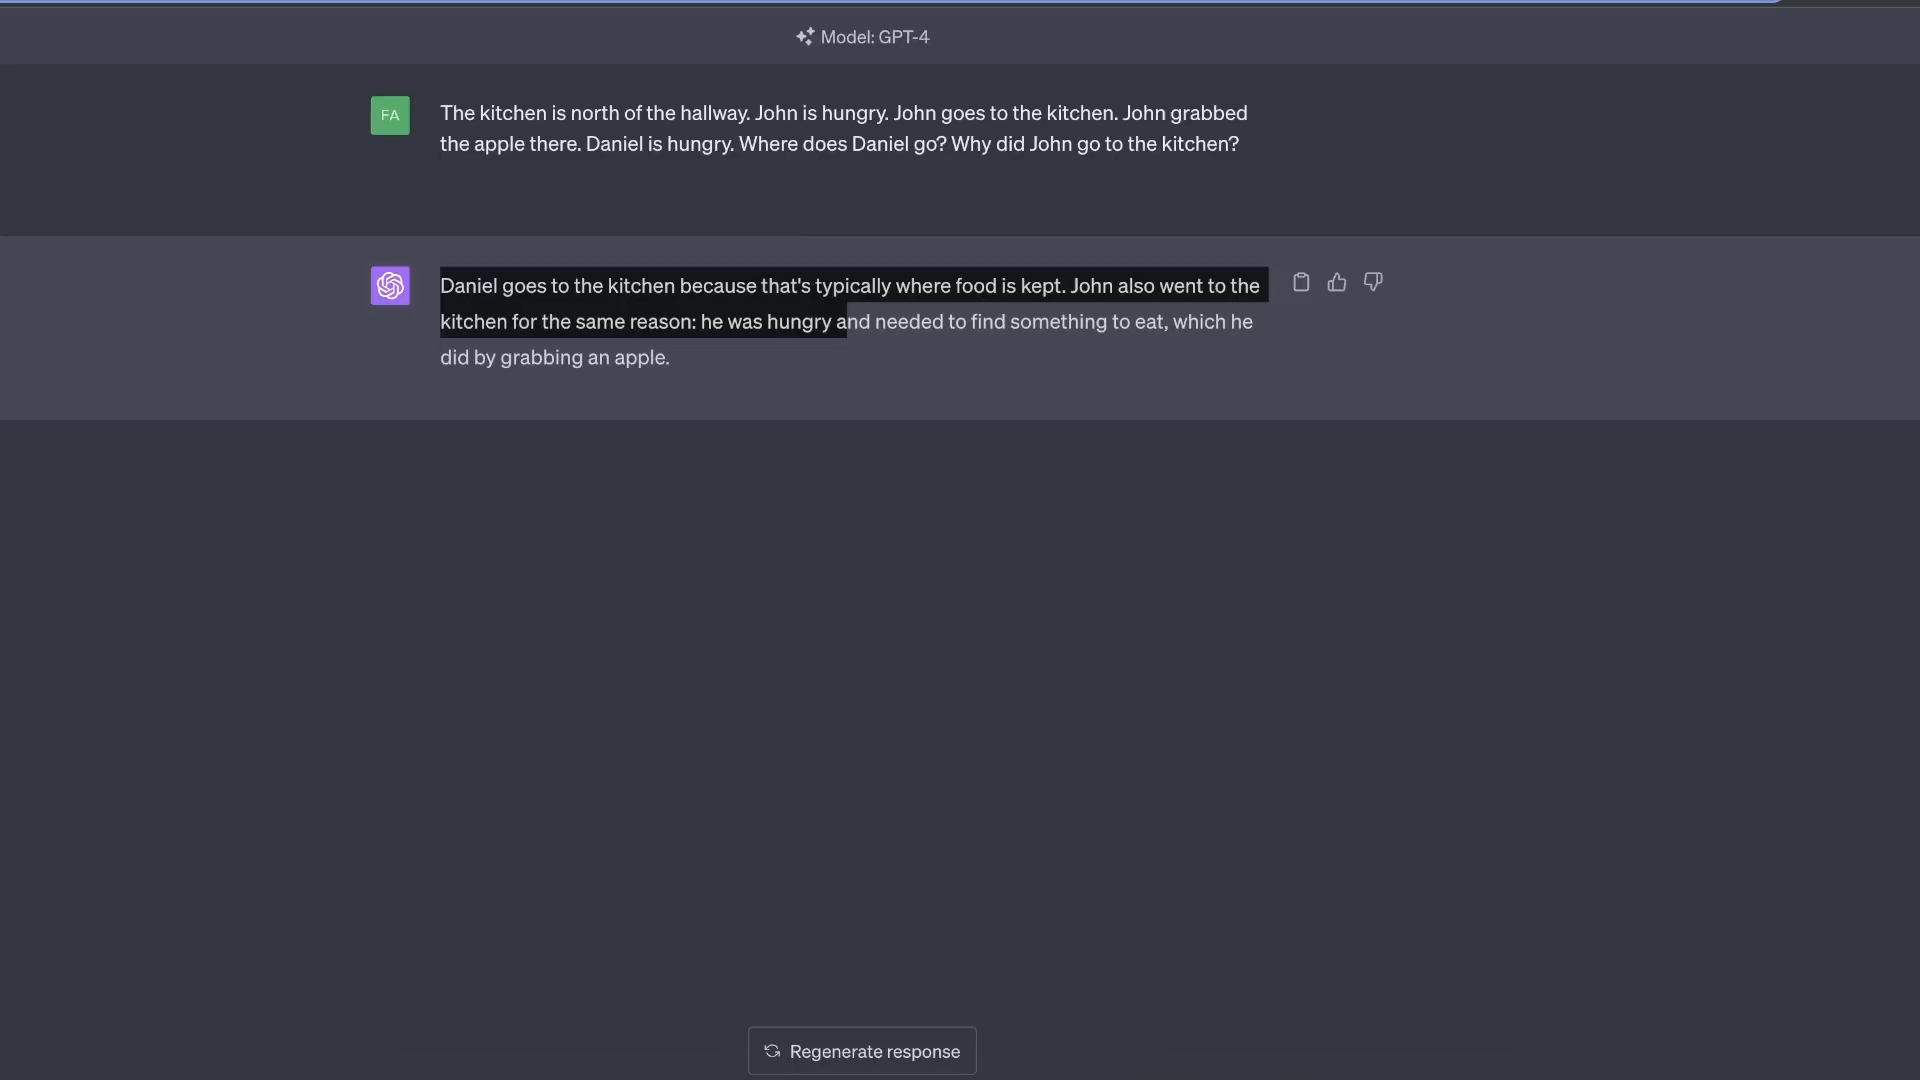 Model: GPT-4
FA
The kitchen is north of the hallway. John is hungry. John goes to the kitchen. John grabbed
the apple there. Daniel is hungry. Where does Daniel go? Why did John go to the kitchen?
Daniel goes to the kitchen because that's typically where food is kept. John also went to the
kitchen for the same reason: he was hungry and needed to find something to eat, which he
did by grabbing an apple.
Regenerate response